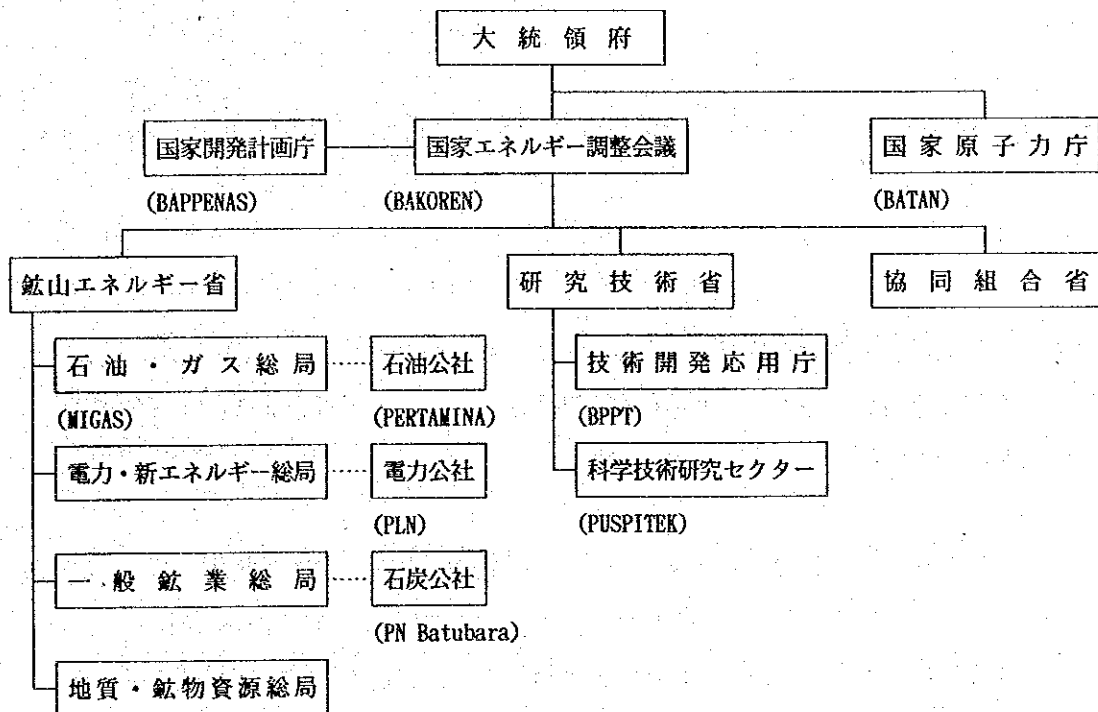 大統領府
国家開発計画庁
国家エネルギー調整会議
国家原子力庁
(BAPPENAS)
(BAKOREN)
(BATAN)
鉱山エネルギー省
研究技術省
協同組合省
石油・ガス総局
石油公社
技術開発応用庁
(MIGAS)
(PERTAMINA)
(BPPT)
電力・新エネルギー総局
電力公社
科学技術研究セクター
(PLN)
(PUSPITEK)
一般鉱業総局
石炭公社
(PN Batubara)
地質・鉱物資源総局